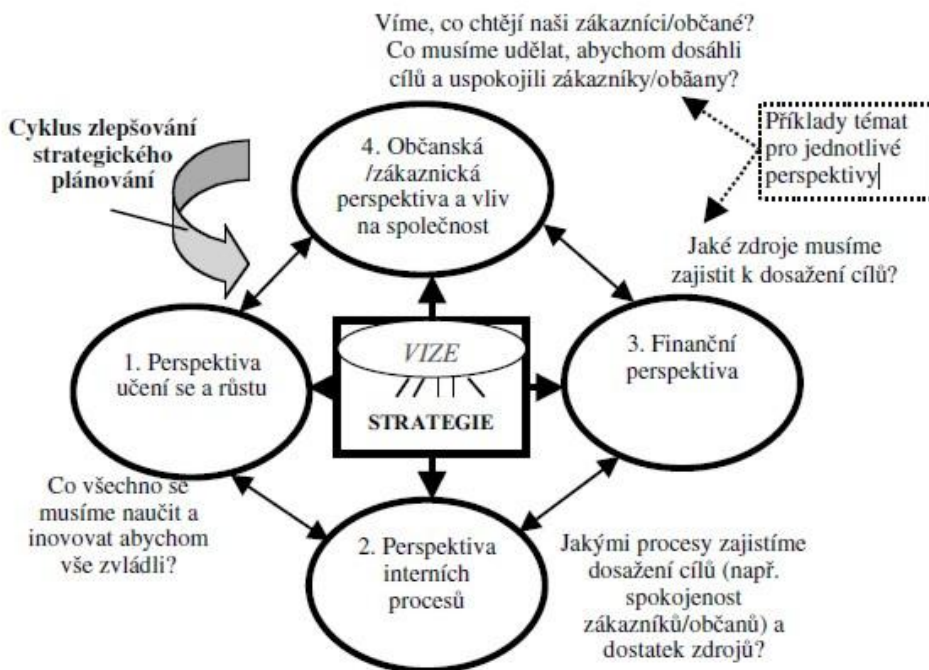 Víme, co chtějí naši zákazníci/občané?
Co musíme udělat, abychom dosáhli
cílů a uspokojili zákazníky/obãany?
Příklady témat
pro jednotlivé
perspektivy
Cyklus zlepšování
strategického
plánování
4. Občanská
/zákaznická
perspektiva a vliv
na společnost
Jaké zdroje musíme
zajistit k dosažení cílů?
1. Perspektiva
učení se a růstu
VIZE
STRATEGIE
3. Finanční
perspektiva
Co všechno se
musíme naučit a
inovovat abychom
vše zvládli?
2. Perspektiva
interních
procesů
Jakými procesy zajistíme
dosažení cílů (např.
spokojenost
zákazníků/občanů) a
dostatek zdrojů?